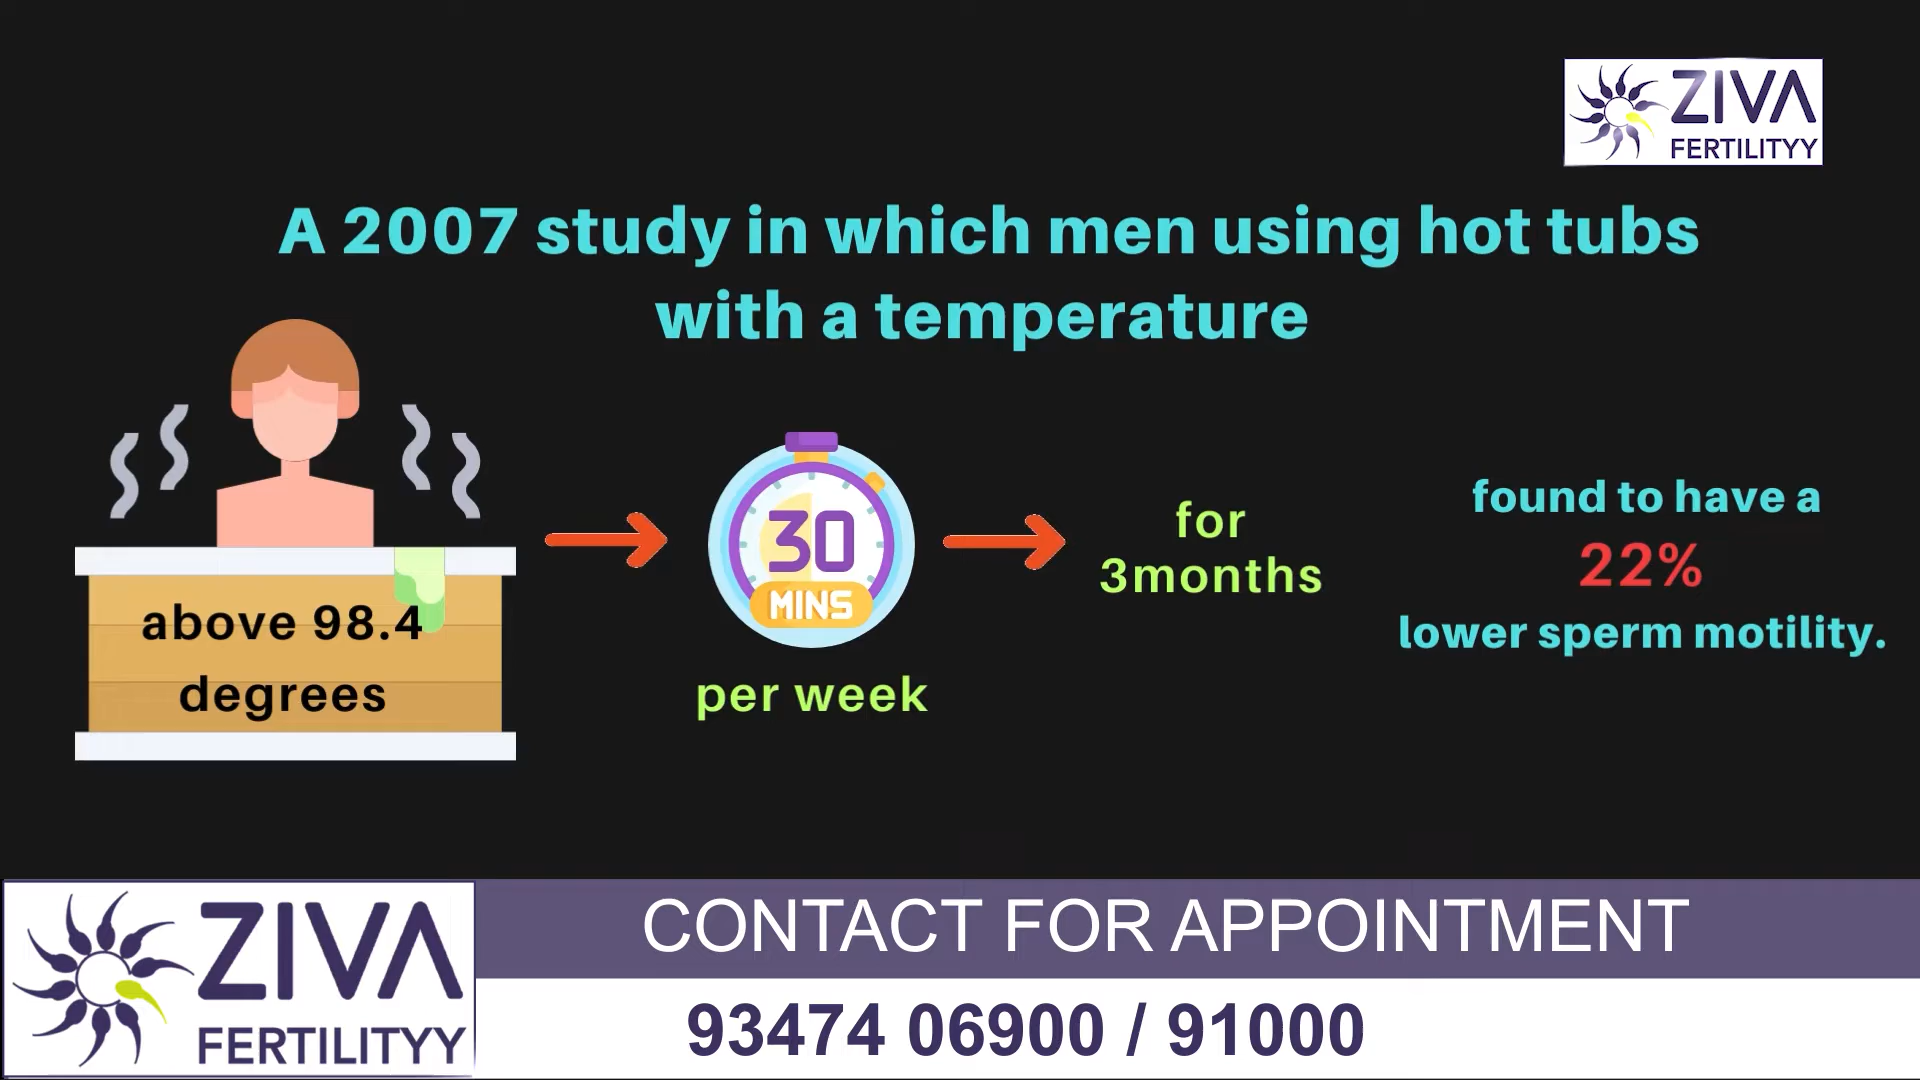 ZIVA
FERTILITYY
A 2007 study in which men using hot tubs
with a temperature
above 98.4
degrees
30
MINS
per week
for
3months
found to have a
22%
lower sperm motility.
ZIVA
FERTILITYY
CONTACT FOR APPOINTMENT
93474 06900 / 91000